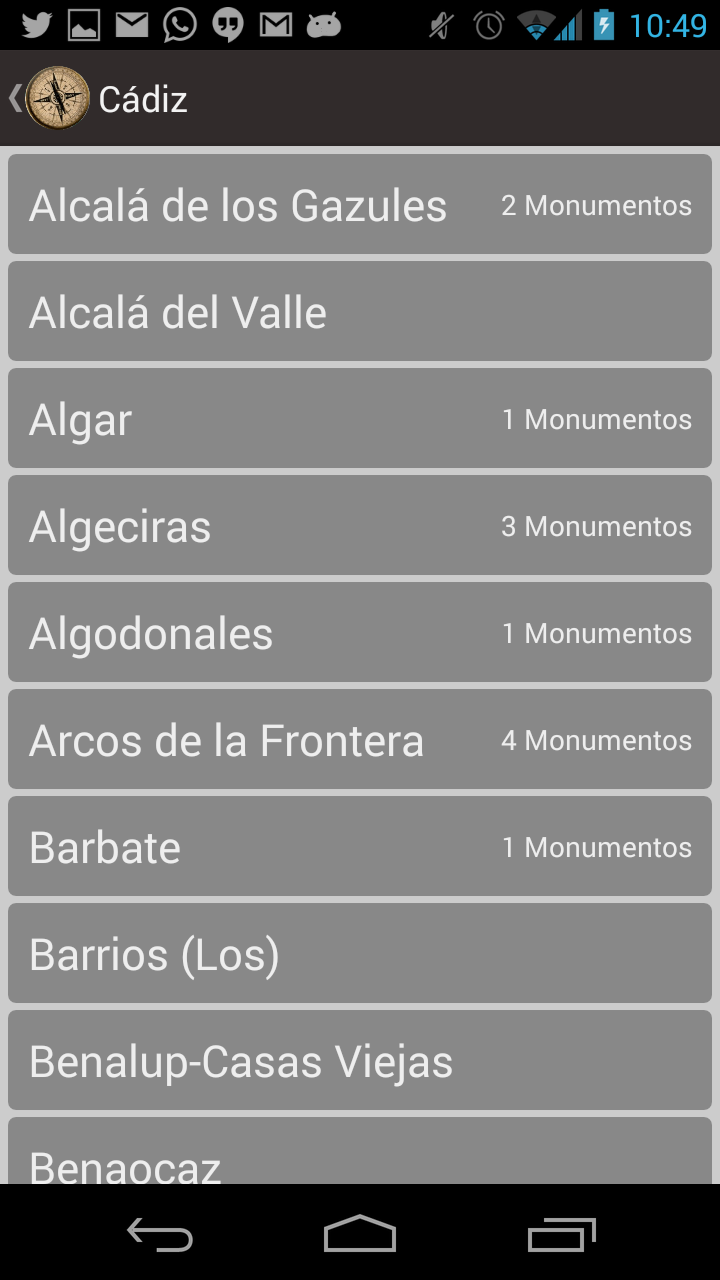 10:49
Cádiz
Alcalá de los Gazules 2 Monumentos
Alcalá del Valle
Algar 1 Monumentos
Algeciras 3 Monumentos
Algodonales 1 Monumentos
Arcos de la Frontera 4 Monumentos
Barbate 1 Monumentos
Barrios (Los)
Benalup-Casas Viejas
Benaocaz